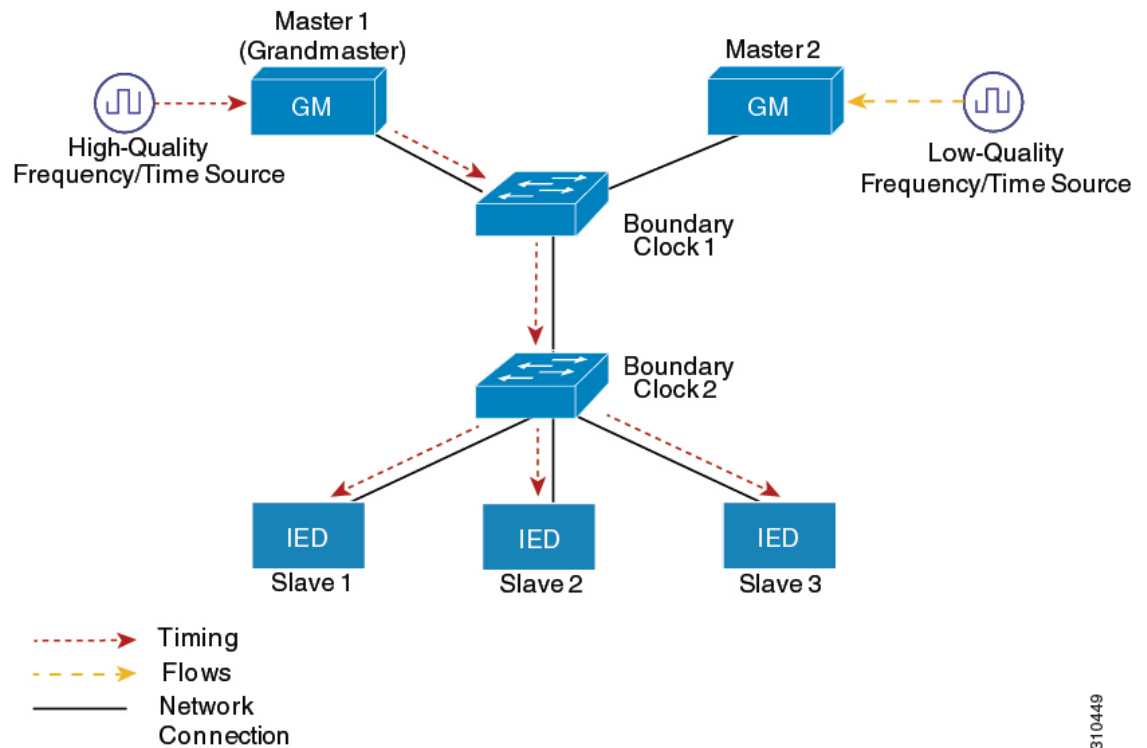 Master 1
(Grandmaster)
Master 2
GM
GM
High-Quality
Frequency/Time Source
Low-Quality
Frequency/Time Source
Boundary
Clock 1
Boundary
Clock 2
IED
IED
IED
Slave 1
Slave 2
Slave 3
Timing
Flows
Network
Connection
310449